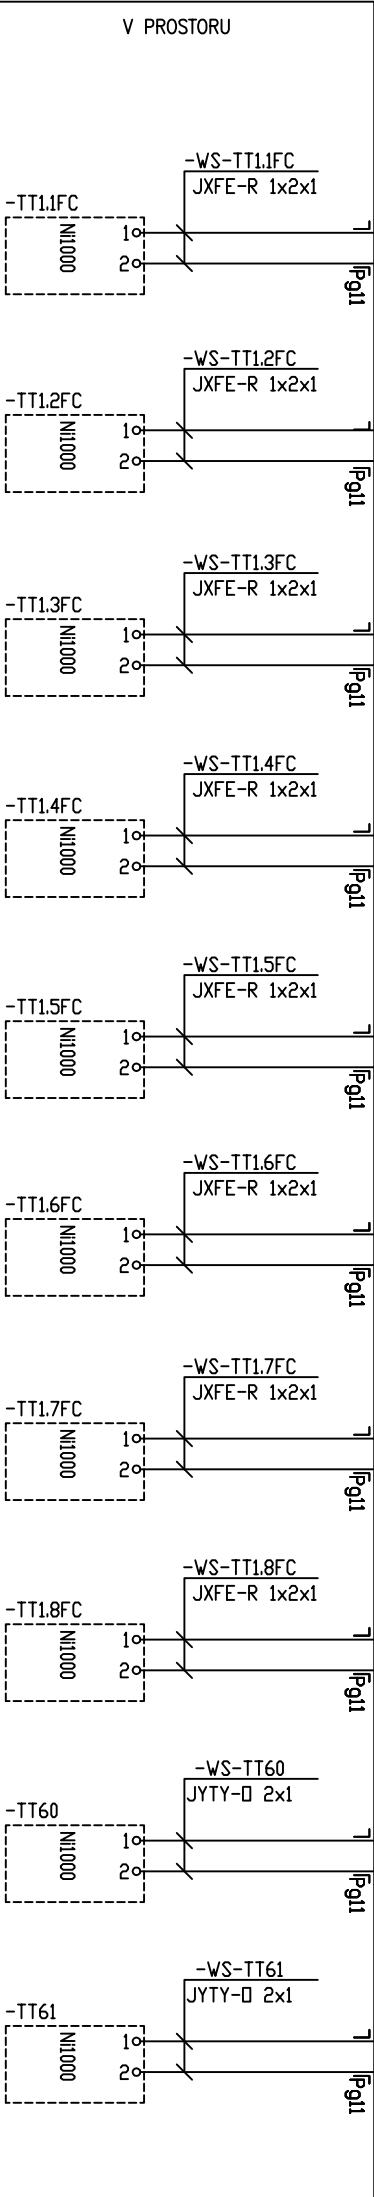 V PROSTORU
-WS-TT1.1FC
JXFE-R 1x2x1
-TT1.1FC
Ni1000
1
2
Pg11
-WS-TT1.2FC
JXFE-R 1x2x1
-TT1.2FC
Ni1000
1
2
Pg11
-WS-TT1.3FC
JXFE-R 1x2x1
-TT1.3FC
Ni1000
1
2
Pg11
-WS-TT1.4FC
JXFE-R 1x2x1
-TT1.4FC
Ni1000
1
2
Pg11
-WS-TT1.5FC
JXFE-R 1x2x1
-TT1.5FC
Ni1000
1
2
Pg11
-WS-TT1.6FC
JXFE-R 1x2x1
-TT1.6FC
Ni1000
1
2
Pg11
-WS-TT1.7FC
JXFE-R 1x2x1
-TT1.7FC
Ni1000
1
2
Pg11
-WS-TT1.8FC
JXFE-R 1x2x1
-TT1.8FC
Ni1000
1
2
Pg11
-WS-TT60
JYTY-O 2x1
-TT60
Ni1000
1
2
Pg11
-WS-TT61
JYTY-O 2x1
-TT61
Ni1000
1
2
Pg11